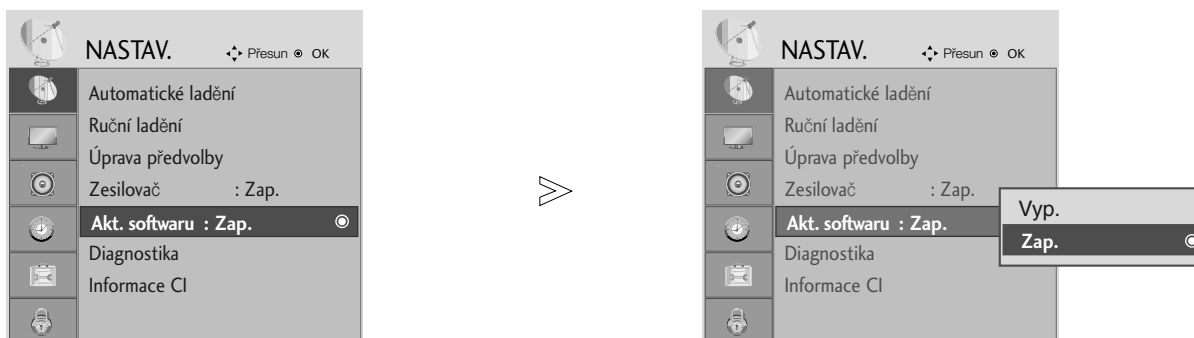 NASTAV. Přesun OK
Automatické ladění
Ruční ladění
Úprava předvolby
Zesilovač : Zap.
Akt. softwaru : Zap.
Diagnostika
Informace CI
NASTAV. Přesun OK
Automatické ladění
Ruční ladění
Úprava předvolby
Zesilovač : Zap.
Akt. softwaru : Zap.
Diagnostika
Informace CI
Vyp.
Zap.